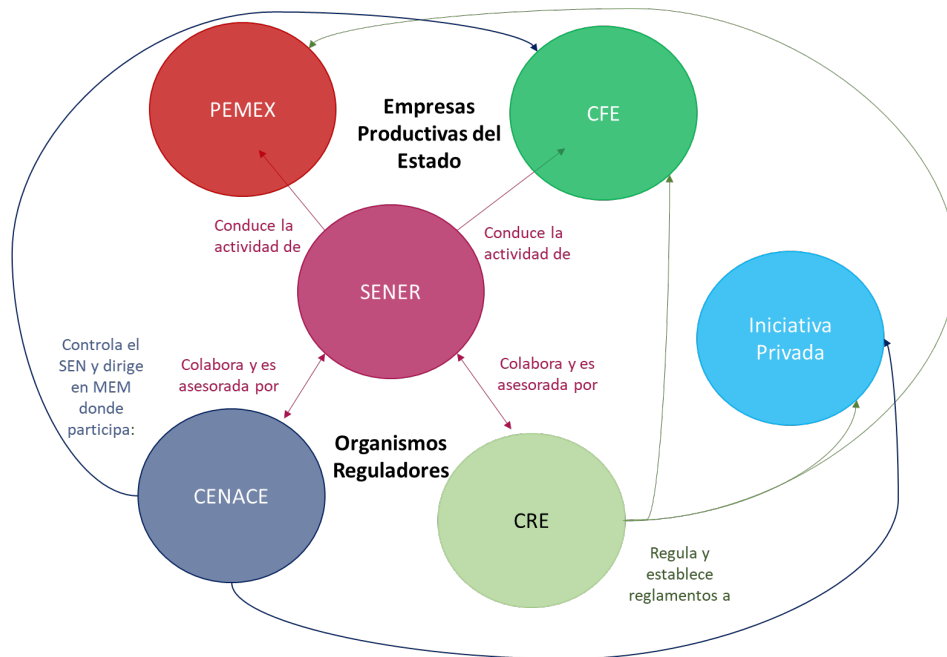 PEMEX
Empresas
Productivas del
Estado
CFE
Conduce la
actividad de
Conduce la
actividad de
SENER
Iniciativa
Privada
Controla el
SEN y dirige
en MEM
donde
participa:
Colabora y es
asesorada por
Colabora y es
asesorada por
Organismos
Reguladores
CENACE
CRE
Regula y
establece
reglamentos a